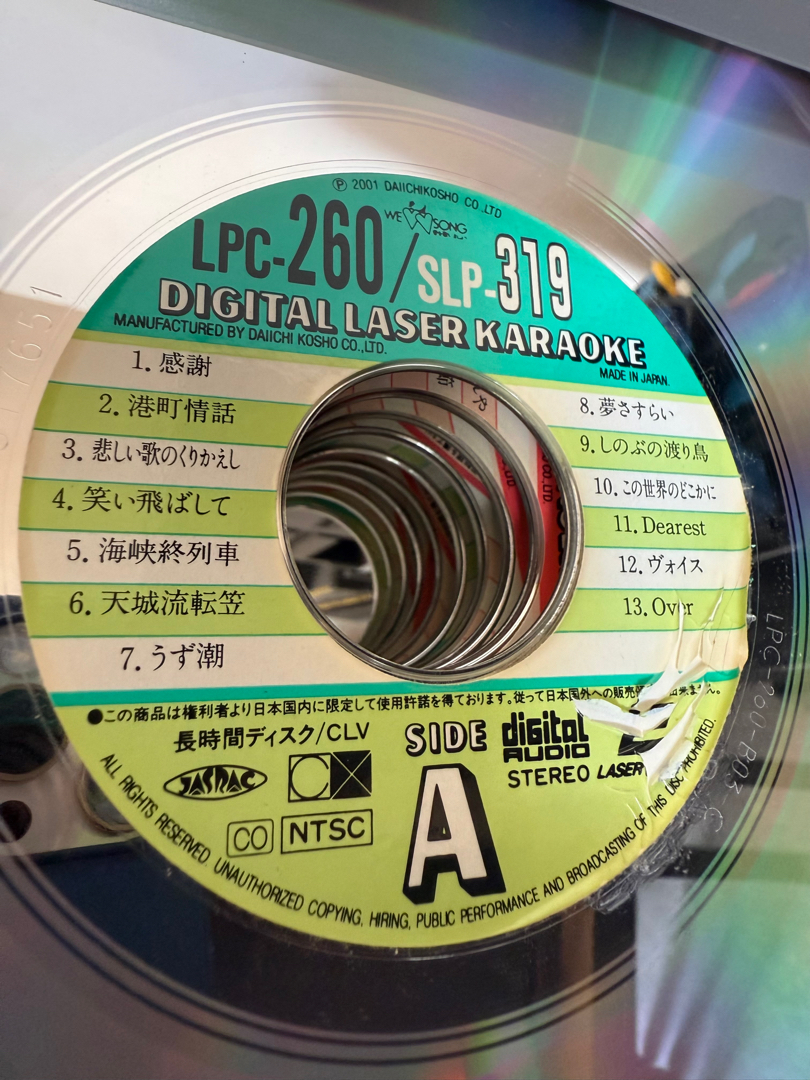 ℗ 2001 DAIICHIKOSHO CO.,LTD
WE SONG
LPC-260/SLP-319
DIGITAL LASER KARAOKE
MANUFACTURED BY DAIICHI KOSHO CO.,LTD.
MADE IN JAPAN.
1. 感謝
2. 港町情話
3. 悲しい歌のくりかえし
4. 笑い飛ばして
5. 海峡終列車
6. 天城流転笠
7. うず潮
8. 夢さすらい
9. しのぶの渡り鳥
10. この世界のどこかに
11. Dearest
12. ヴォイス
13. Over
●この商品は権利者より日本国内に限定して使用許諾を得ております。従って日本国外への販売 出来ません。
長時間ディスク/CLV
SIDE
A
digital
AUDIO
STEREO
LASER
JASRAC
CO
NTSC
ALL RIGHTS RESERVED UNAUTHORIZED COPYING, HIRING, PUBLIC PERFORMANCE AND BROADCASTING OF THIS DISC PROHIBITED.